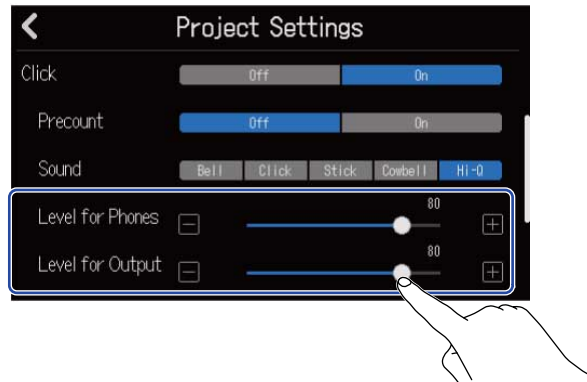 Project Settings
Click Off On
Precount Off On
Sound Bell Click Stick Cowbell Hi-Q
80
Level for Phones
80
Level for Output